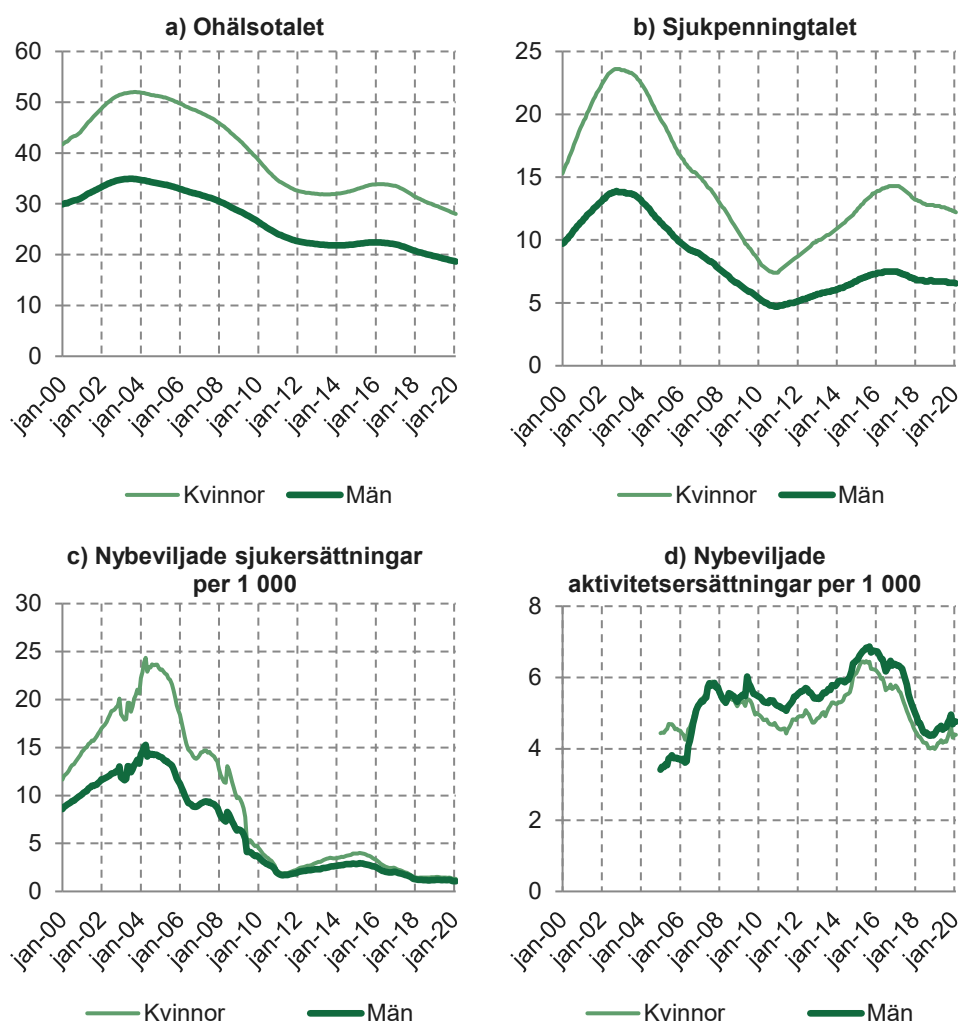 a) Ohälsotalet
60
50
40
30
20
10
0
jan-00
jan-02
jan-04
jan-06
jan-08
jan-10
jan-12
jan-14
jan-16
jan-18
jan-20
Kvinnor
Män
b) Sjukpenningtalet
25
20
15
10
5
0
jan-00
jan-02
jan-04
jan-06
jan-08
jan-10
jan-12
jan-14
jan-16
jan-18
jan-20
Kvinnor
Män
c) Nybeviljade sjukersättningar
per 1 000
30
25
20
15
10
5
0
jan-00
jan-02
jan-04
jan-06
jan-08
jan-10
jan-12
jan-14
jan-16
jan-18
jan-20
Kvinnor
Män
d) Nybeviljade
aktivitetsersättningar per 1 000
8
6
4
2
0
jan-00
jan-02
jan-04
jan-06
jan-08
jan-10
jan-12
jan-14
jan-16
jan-18
jan-20
Kvinnor
Män